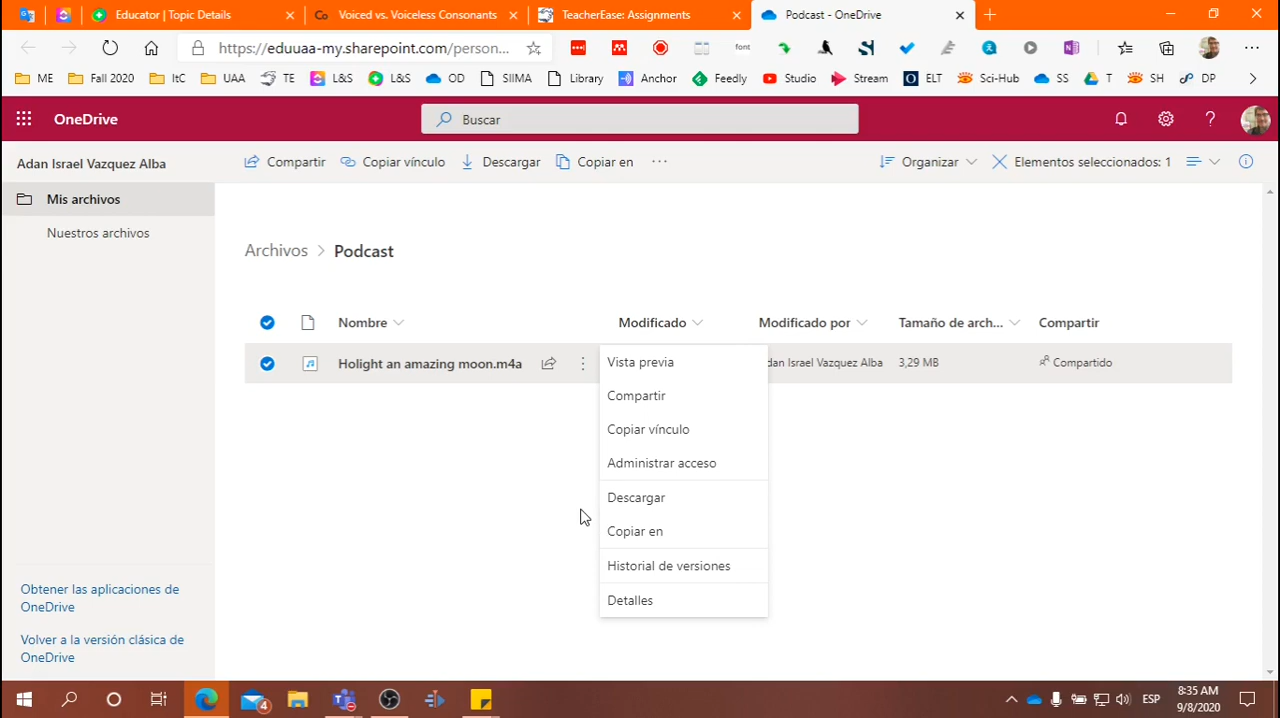 Educator | Topic Details
Voiced vs. Voiceless Consonants
TeacherEase: Assignments
Podcast - OneDrive
https://eduuaa-my.sharepoint.com/person...
font
ME
Fall 2020
ItC
UAA
TE
L&S
L&S
OD
SIIMA
Library
Anchor
Feedly
Studio
Stream
ELT
Sci-Hub
SS
T
SH
DP
OneDrive
Buscar
Adan Israel Vazquez Alba
Compartir
Copiar vínculo
Descargar
Copiar en
Organizar
Elementos seleccionados: 1
Mis archivos
Nuestros archivos
Archivos > Podcast
Nombre
Modificado
Modificado por
Tamaño de arch...
Compartir
Holight an amazing moon.m4a
dan Israel Vazquez Alba
3,29 MB
Compartido
Vista previa
Compartir
Copiar vínculo
Administrar acceso
Descargar
Copiar en
Historial de versiones
Detalles
Obtener las aplicaciones de
OneDrive
Volver a la versión clásica de
OneDrive
4
ESP
8:35 AM
9/8/2020